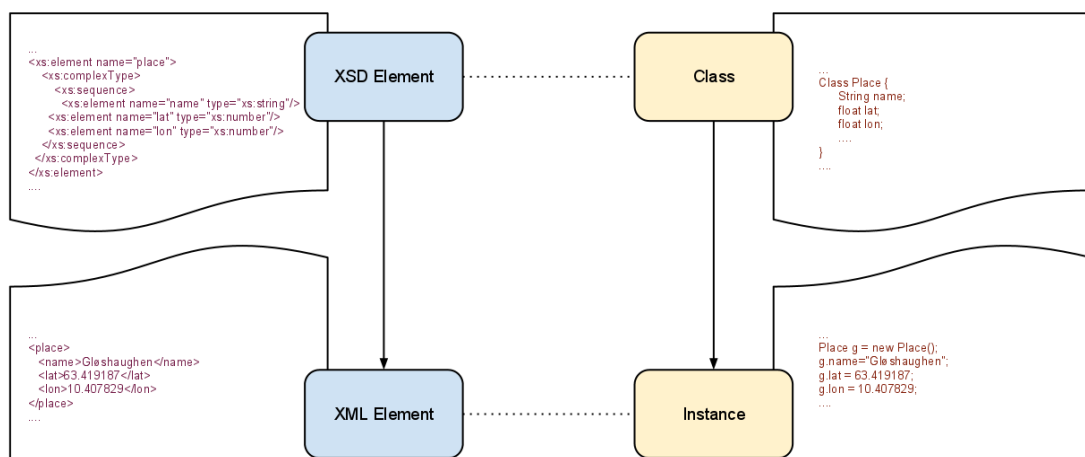 ...
<xs:element name="place">
<xs:complexType>
<xs:sequence>
<xs:element name="name" type="xs:string"/>
<xs:element name="lat" type="xs:number"/>
<xs:element name="lon" type="xs:number"/>
</xs:sequence>
</xs:complexType>
</xs:element>
....
XSD Element
Class
...
Class Place {
String name;
float lat;
float lon;
....
}
....
...
<place>
<name>Gløshaughen</name>
<lat>63.419187</lat>
<lon>10.407829</lon>
</place>
....
XML Element
Instance
...
Place g = new Place();
g.name="Gløshaughen";
g.lat = 63.419187;
g.lon = 10.407829;
....